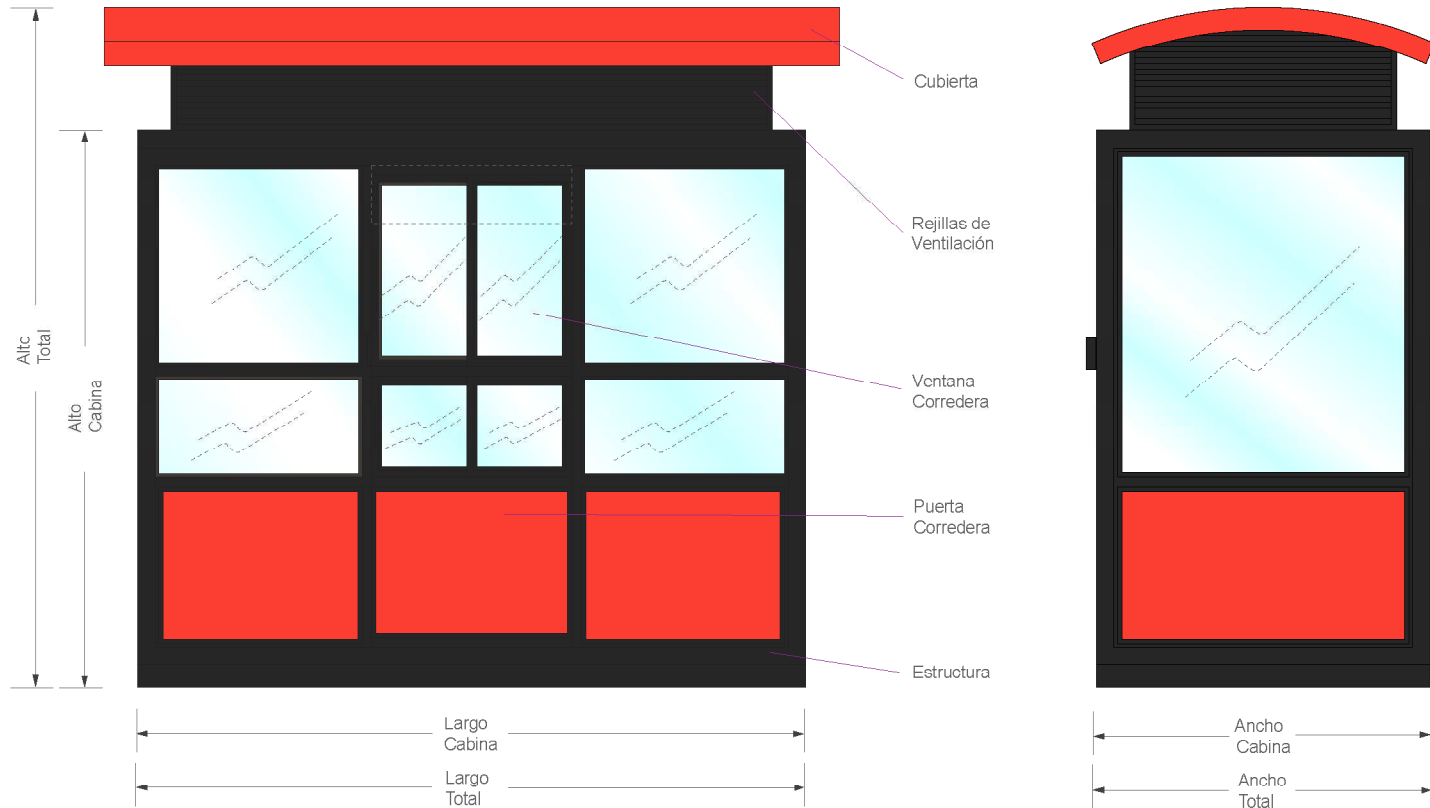 Cubierta
Rejillas de
Ventilación
Alto
Total
Alto
Cabina
Ventana
Corredera
Puerta
Corredera
Estructura
Largo
Cabina
Ancho
Cabina
Largo
Total
Ancho
Total